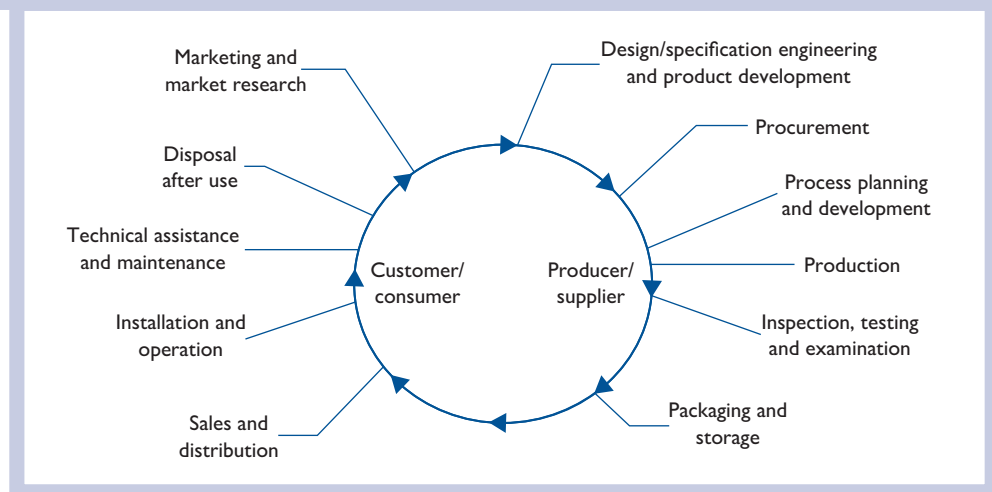 Marketing and
market research
Design/specification engineering
and product development
Procurement
Process planning
and development
Production
Inspection, testing
and examination
Packaging and
storage
Sales and
distribution
Installation and
operation
Technical assistance
and maintenance
Disposal
after use
Customer/
consumer
Producer/
supplier